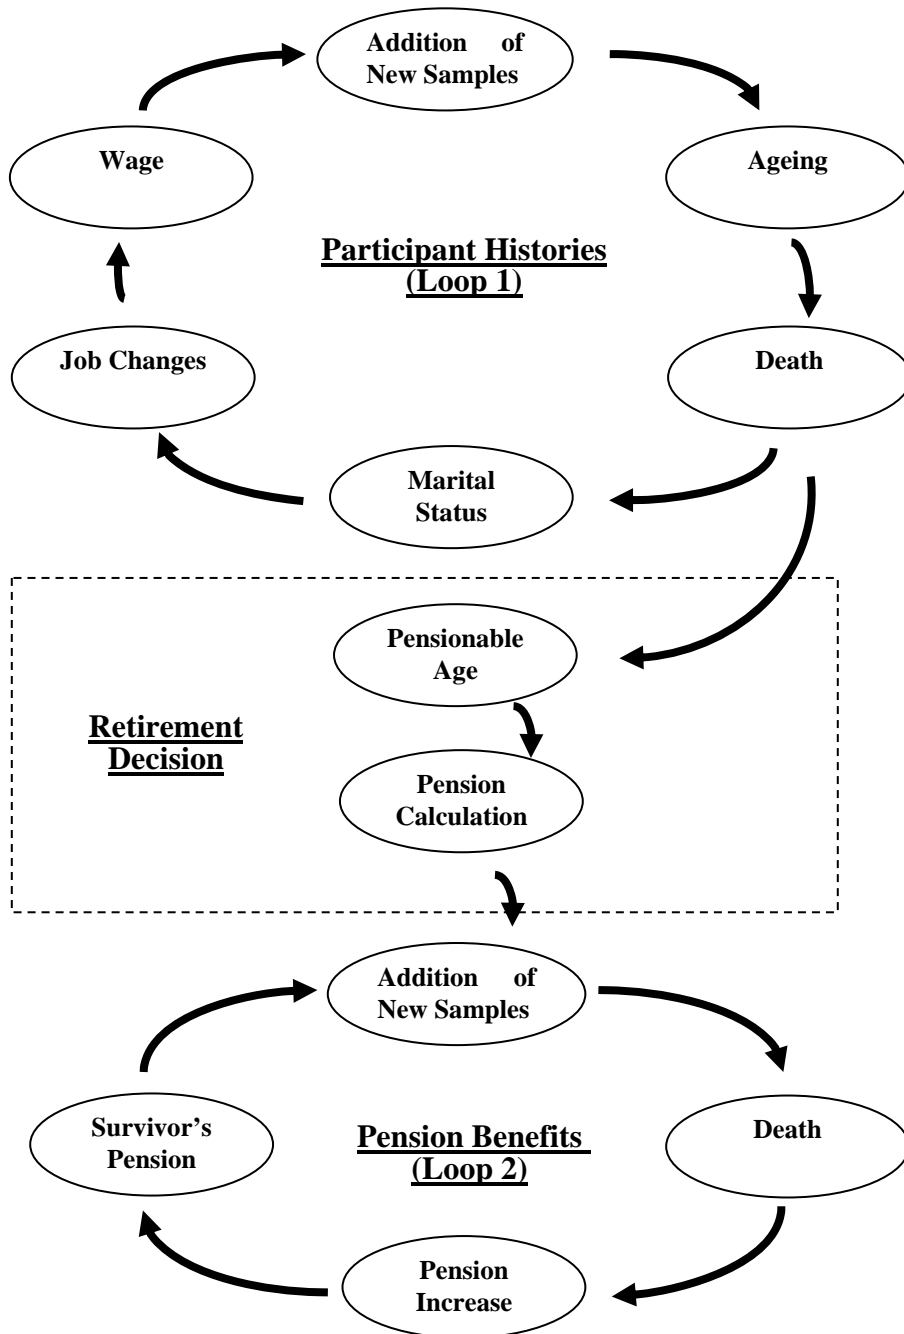 Addition of
New Samples
Wage
Ageing
Participant Histories
(Loop 1)
Job Changes
Death
Marital
Status
Pensionable
Age
Retirement
Decision
Pension
Calculation
Addition of
New Samples
Survivor's
Pension
Death
Pension Benefits
(Loop 2)
Pension
Increase